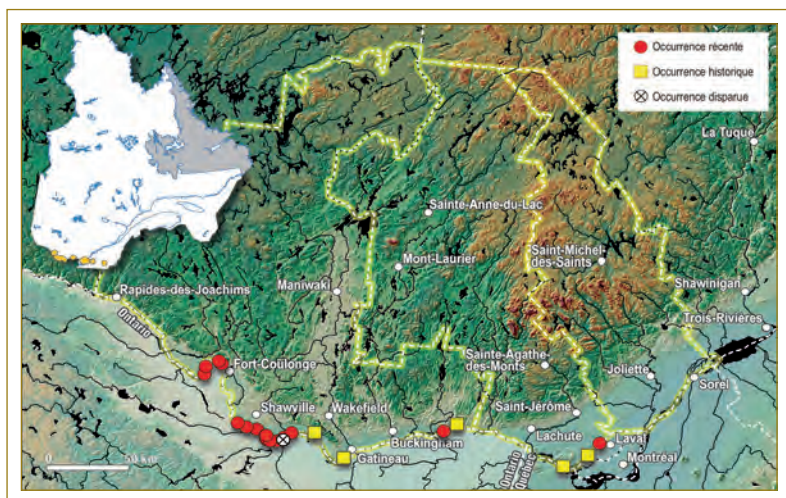 Occurrence récente
Occurrence historique
Occurrence disparue
La Tuque
Sainte-Anne-du-Lac
Saint-Michel-
des-Saints
Mont-Laurier
Maniwaki
Rapides-des-Joachims
Shawinigan
Trois-Rivières
Ontario
Fort-Coulonge
Sainte-Agathe-
des-Monts
Joliette
Sorel
Shawville
Wakefield
Saint-Jérôme
Buckingham
Lachute
Laval
Gatineau
Montréal
Ontario
Québec
0
50 km